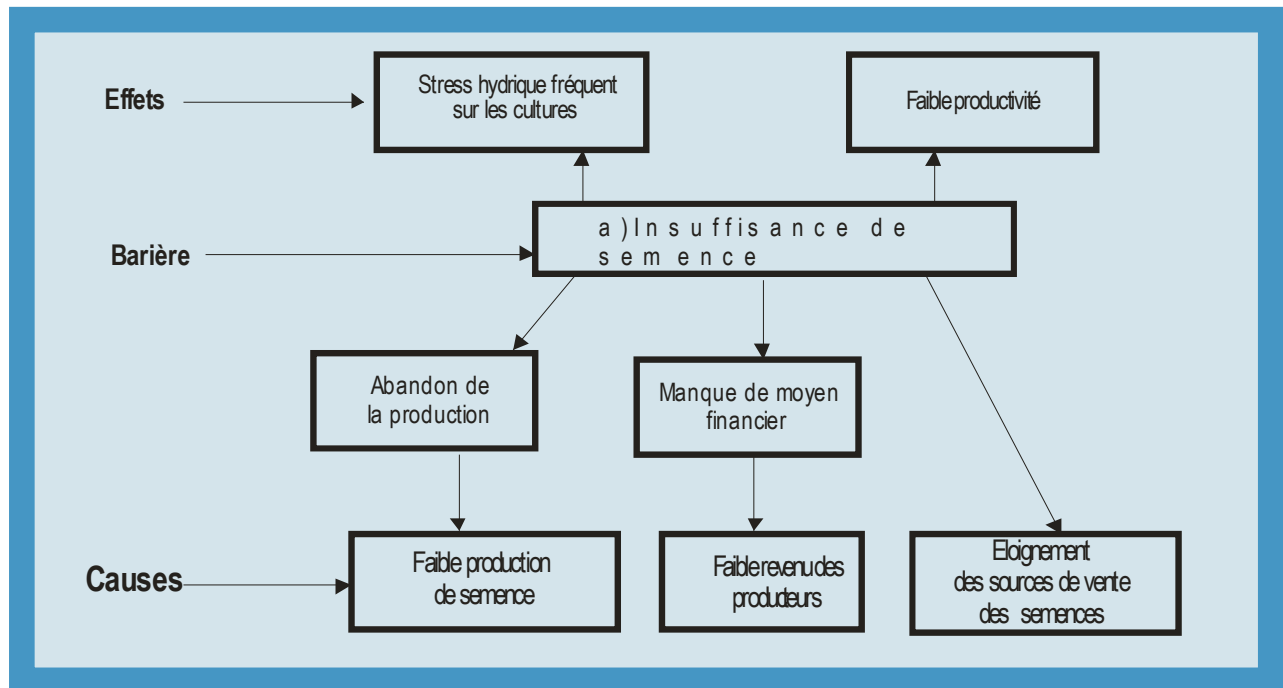 Effets
Stress hydrique fréquent
sur les cultures
Faible productivité
Barière
a)Insuffisance de
semence
Abandon de
la production
Manque de moyen
financier
Causes
Faible production
de semence
Faible revenu des
produteurs
Eloignement
des sources de vente
des semences